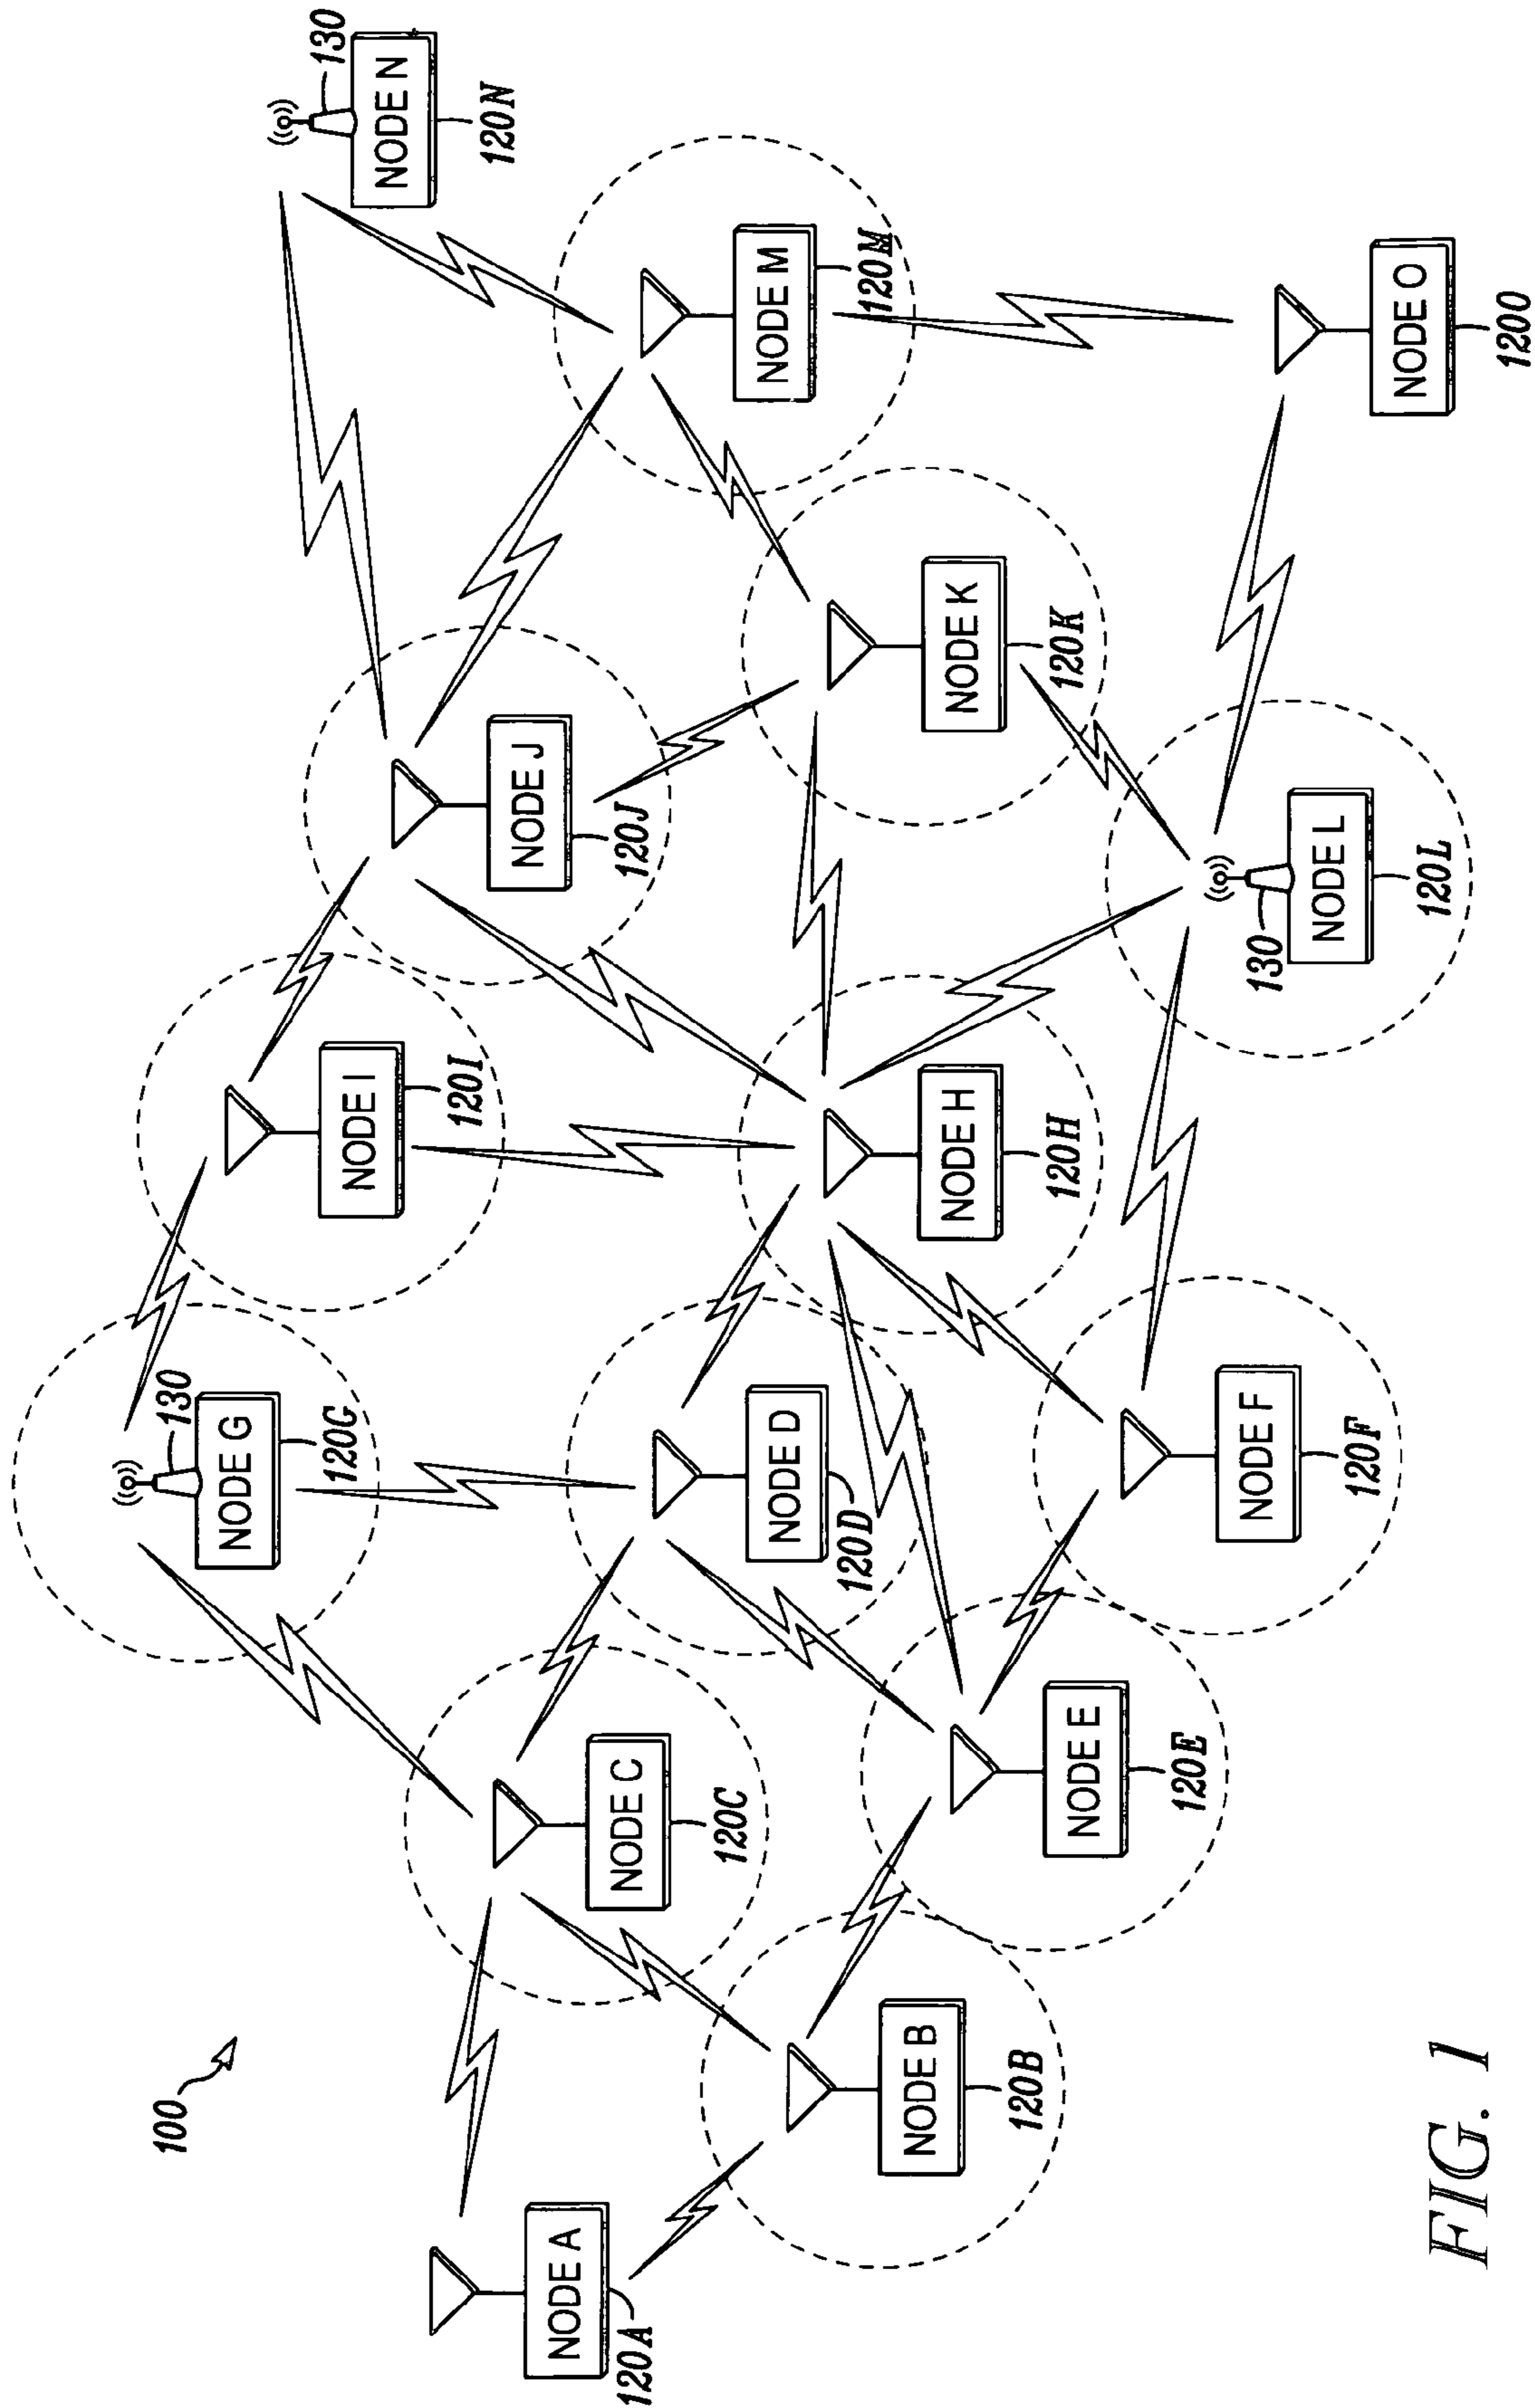 100
NODE A
120A
NODE B
120B
NODE C
120C
NODE D
120D
NODE E
120E
NODE F
120F
130
NODE G
120G
NODE H
120H
NODE I
120I
NODE J
120J
NODE K
120K
130
NODE L
120L
NODE M
120M
130
NODE N
120N
NODE O
120O
FIG. 1